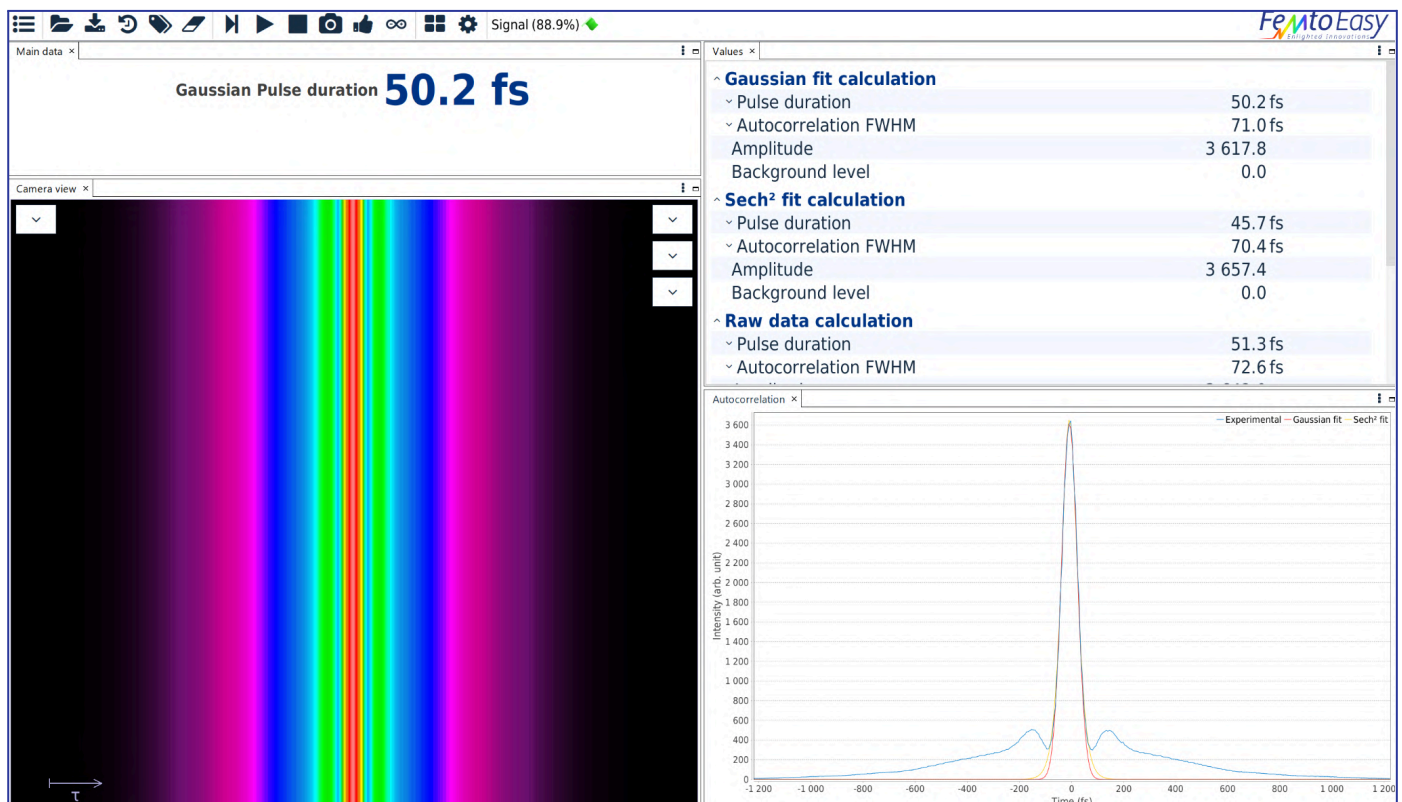 Signal (88.9%)
FemtoEasy
Enlighted Innovations
Main data ×
Gaussian Pulse duration 50.2 fs
Camera view ×
τ
Values ×
Gaussian fit calculation
Pulse duration 50.2 fs
Autocorrelation FWHM 71.0 fs
Amplitude 3 617.8
Background level 0.0
Sech² fit calculation
Pulse duration 45.7 fs
Autocorrelation FWHM 70.4 fs
Amplitude 3 657.4
Background level 0.0
Raw data calculation
Pulse duration 51.3 fs
Autocorrelation FWHM 72.6 fs
Autocorrelation ×
Experimental Gaussian fit Sech² fit
Intensity (arb. unit)
3 600
3 400
3 200
3 000
2 800
2 600
2 400
2 200
2 000
1 800
1 600
1 400
1 200
1 000
800
600
400
200
0
-1 200 -1 000 -800 -600 -400 -200 0 200 400 600 800 1 000 1 200
Time (fs)